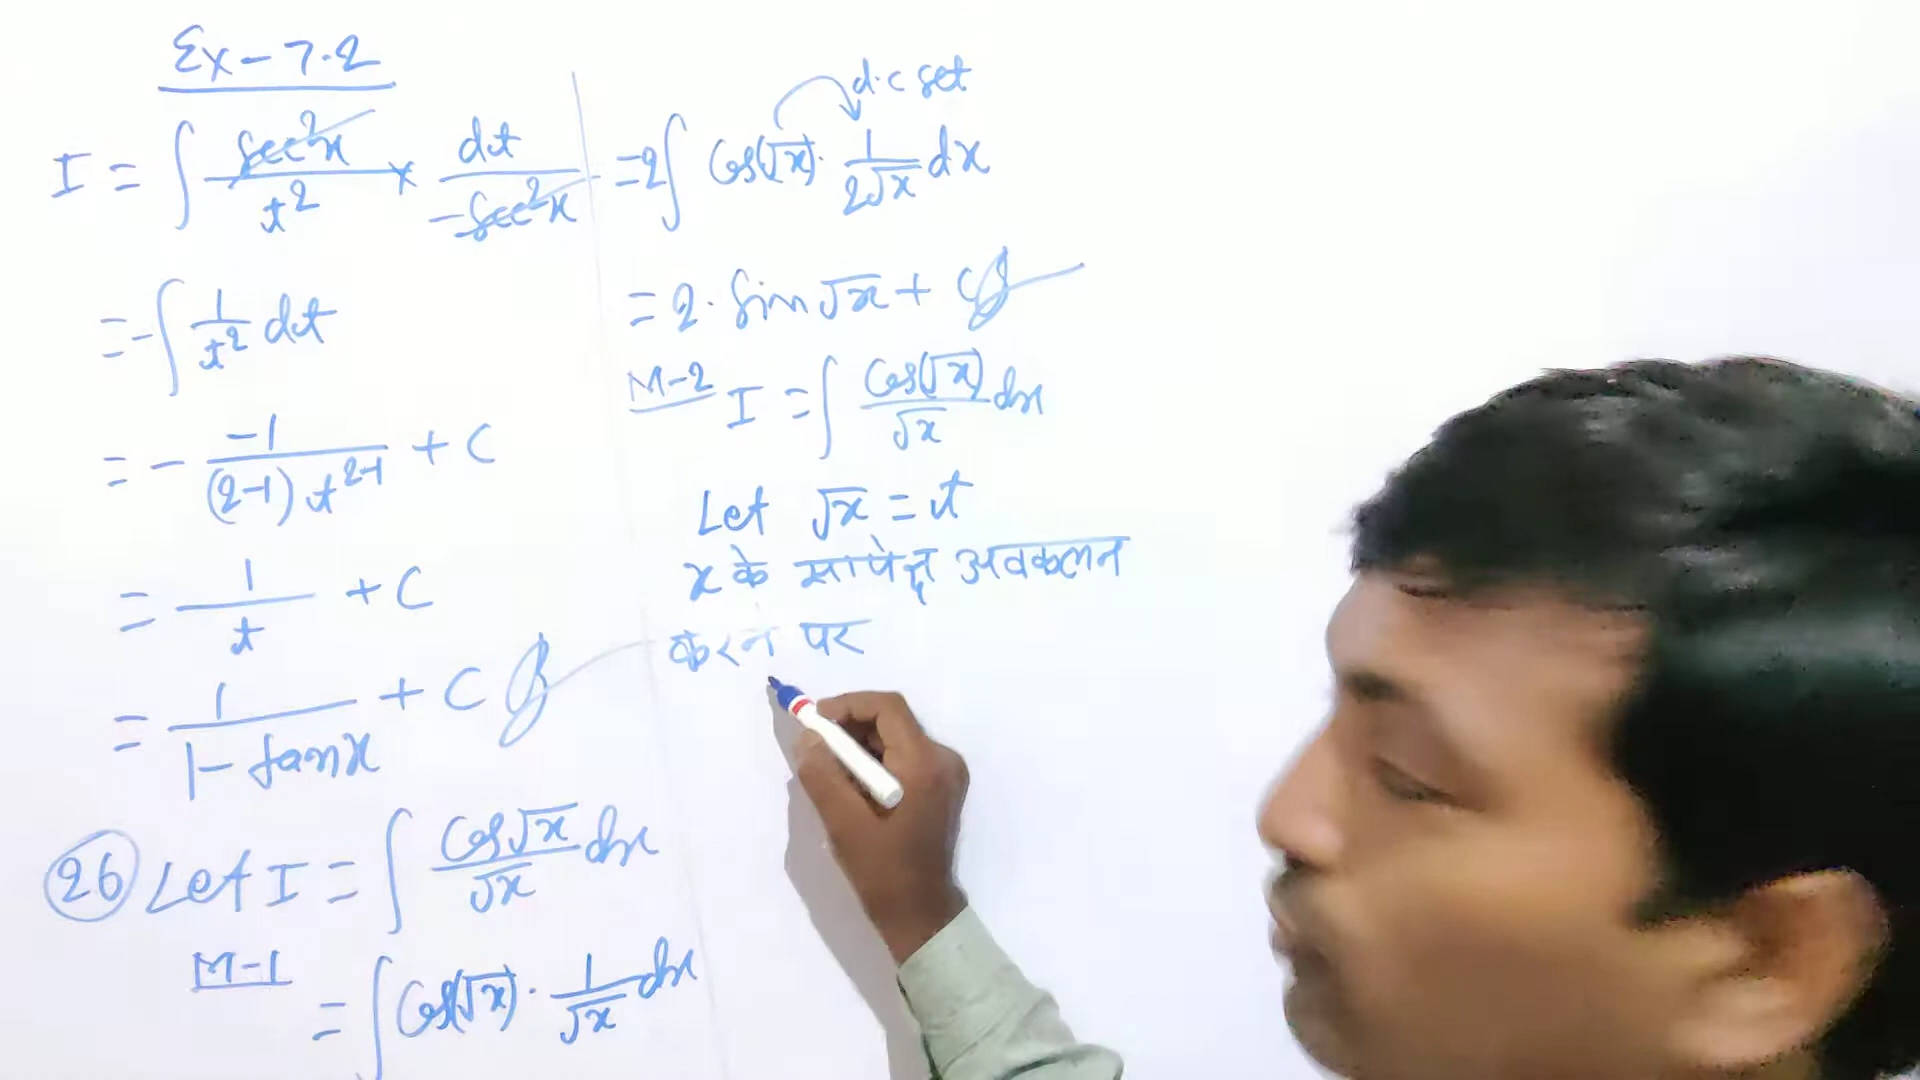 Ex - 7.2
I = ∫ sec²x / t² × dt / -sec²x
= -∫ 1/t² dt
= - -1 / (2-1) t²⁻¹ + C
= 1/t + C
= 1 / 1 - tanx + C
26 Let I = ∫ Cos√x / √x dx
M-1
= ∫ Cos(√x) · 1/√x dx
d.c set
= 2∫ Cos(√x) · 1/2√x dx
= 2 · Sin√x + C
M-2 I = ∫ Cos(√x) / √x dx
Let √x = t
x के सापेक्ष अवकलन
करने पर